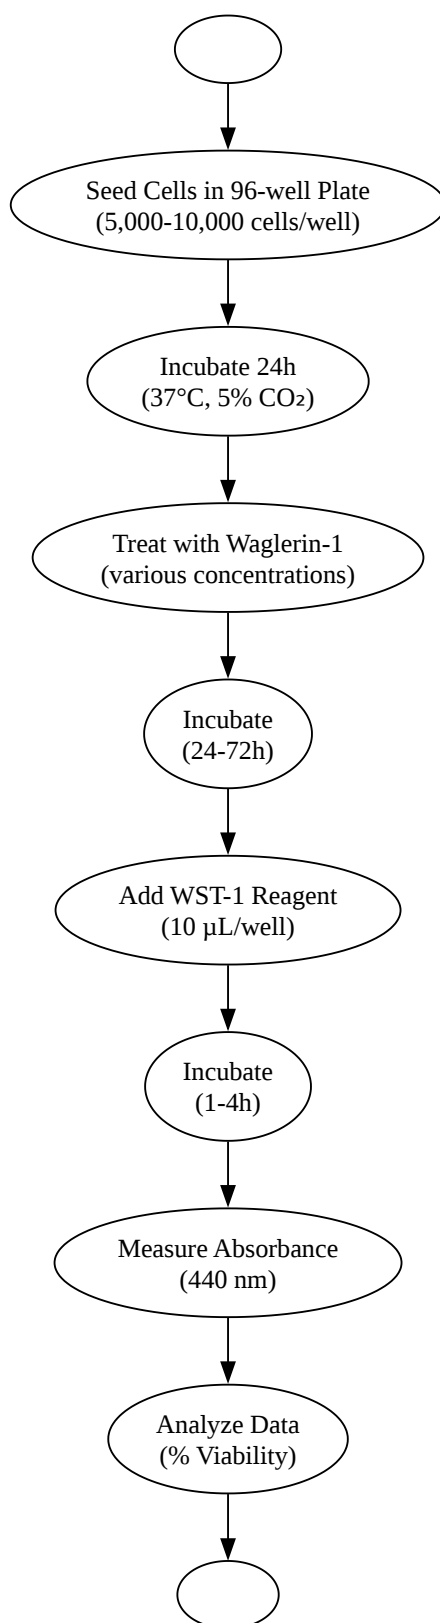 Seed Cells in 96-well Plate
(5,000-10,000 cells/well)
Incubate 24h
(37°C, 5% CO₂)
Treat with Waglerin-1
(various concentrations)
Incubate
(24-72h)
Add WST-1 Reagent
(10 µL/well)
Incubate
(1-4h)
Measure Absorbance
(440 nm)
Analyze Data
(% Viability)